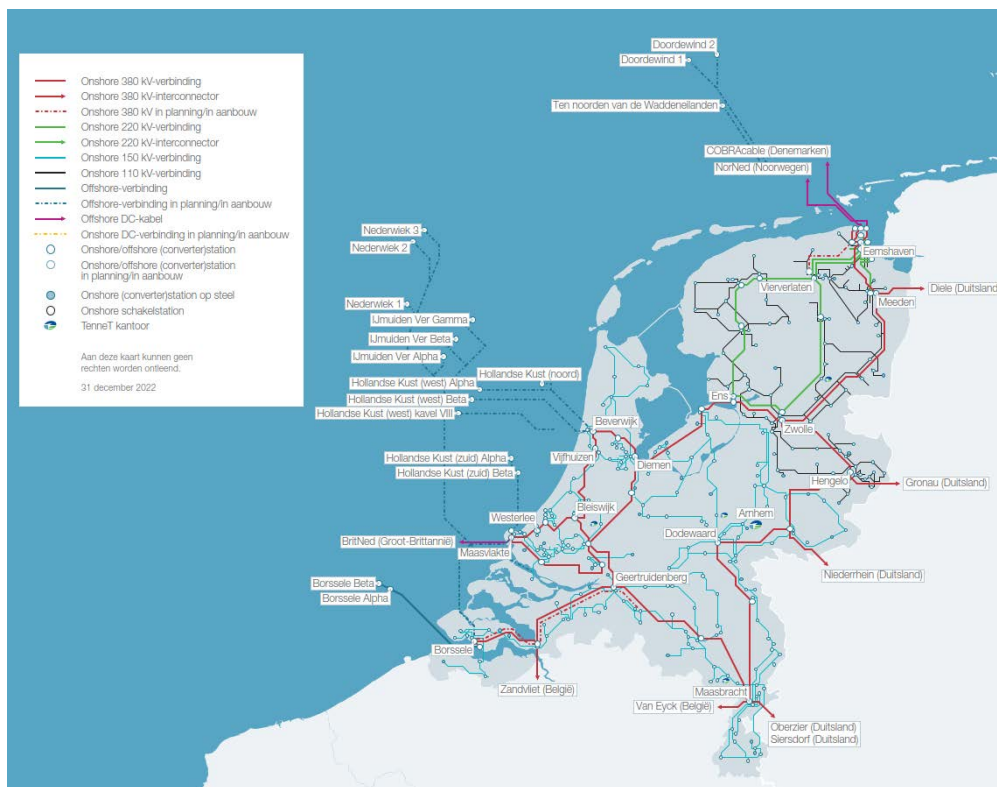 Onshore 380 kV-verbinding
Onshore 380 kV-interconnector
Onshore 380 kV in planning/in aanbouw
Onshore 220 kV-verbinding
Onshore 220 kV-interconnector
Onshore 150 kV-verbinding
Onshore 110 kV-verbinding
Offshore-verbinding
Offshore-verbinding in planning/in aanbouw
Offshore DC-kabel
Onshore DC-verbinding in planning/in aanbouw
Onshore/offshore (converter)station
Onshore/offshore (converter)station
in planning/in aanbouw
Onshore (converter)station op steel
Onshore schakelstation
TenneT kantoor
Aan deze kaart kunnen geen
rechten worden ontleend.
31 december 2022
Doordewind 2
Doordewind 1
Ten noorden van de Waddeneilanden
COBRAcable (Denemarken)
NorNed (Noorwegen)
Nederwiek 3
Nederwiek 2
Eemshaven
Vierverlaten
Diele (Duitsland
Meeden
Nederwiek 1
IJmuiden Ver Gamma
IJmuiden Ver Beta
IJmuiden Ver Alpha
Hollandse Kust (noord)
Hollandse Kust (west) Alpha
Hollandse Kust (west) Beta
Hollandse Kust (west) kavel VIII
Ens
Beverwijk
Zwolle
Vijfhuizen
Diemen
Hollandse Kust (zuid) Alpha
Hollandse Kust (zuid) Beta
Hengelo
Gronau (Duitsland)
Bleiswijk
Arnhem
Westerlee
BritNed (Groot-Brittannië)
Maasvlakte
Dodewaard
Niederrhein (Duitsland)
Geertruidenberg
Borssele Beta
Borssele Alpha
Borssele
Zandvliet (België)
Maasbracht
Van Eyck (België)
Oberzier (Duitsland)
Siersdorf (Duitsland)